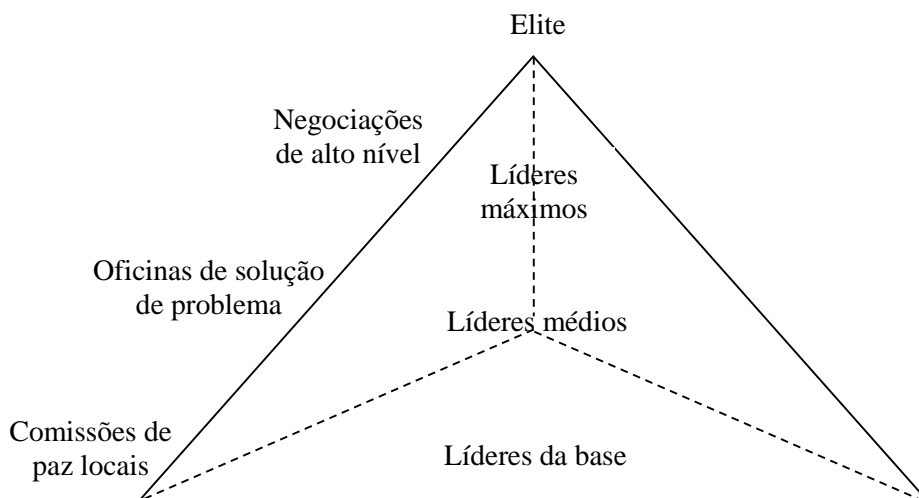 Elite
Negociações
de alto nível
Líderes
máximos
Oficinas de solução
de problema
Líderes médios
Comissões de
paz locais
Líderes da base